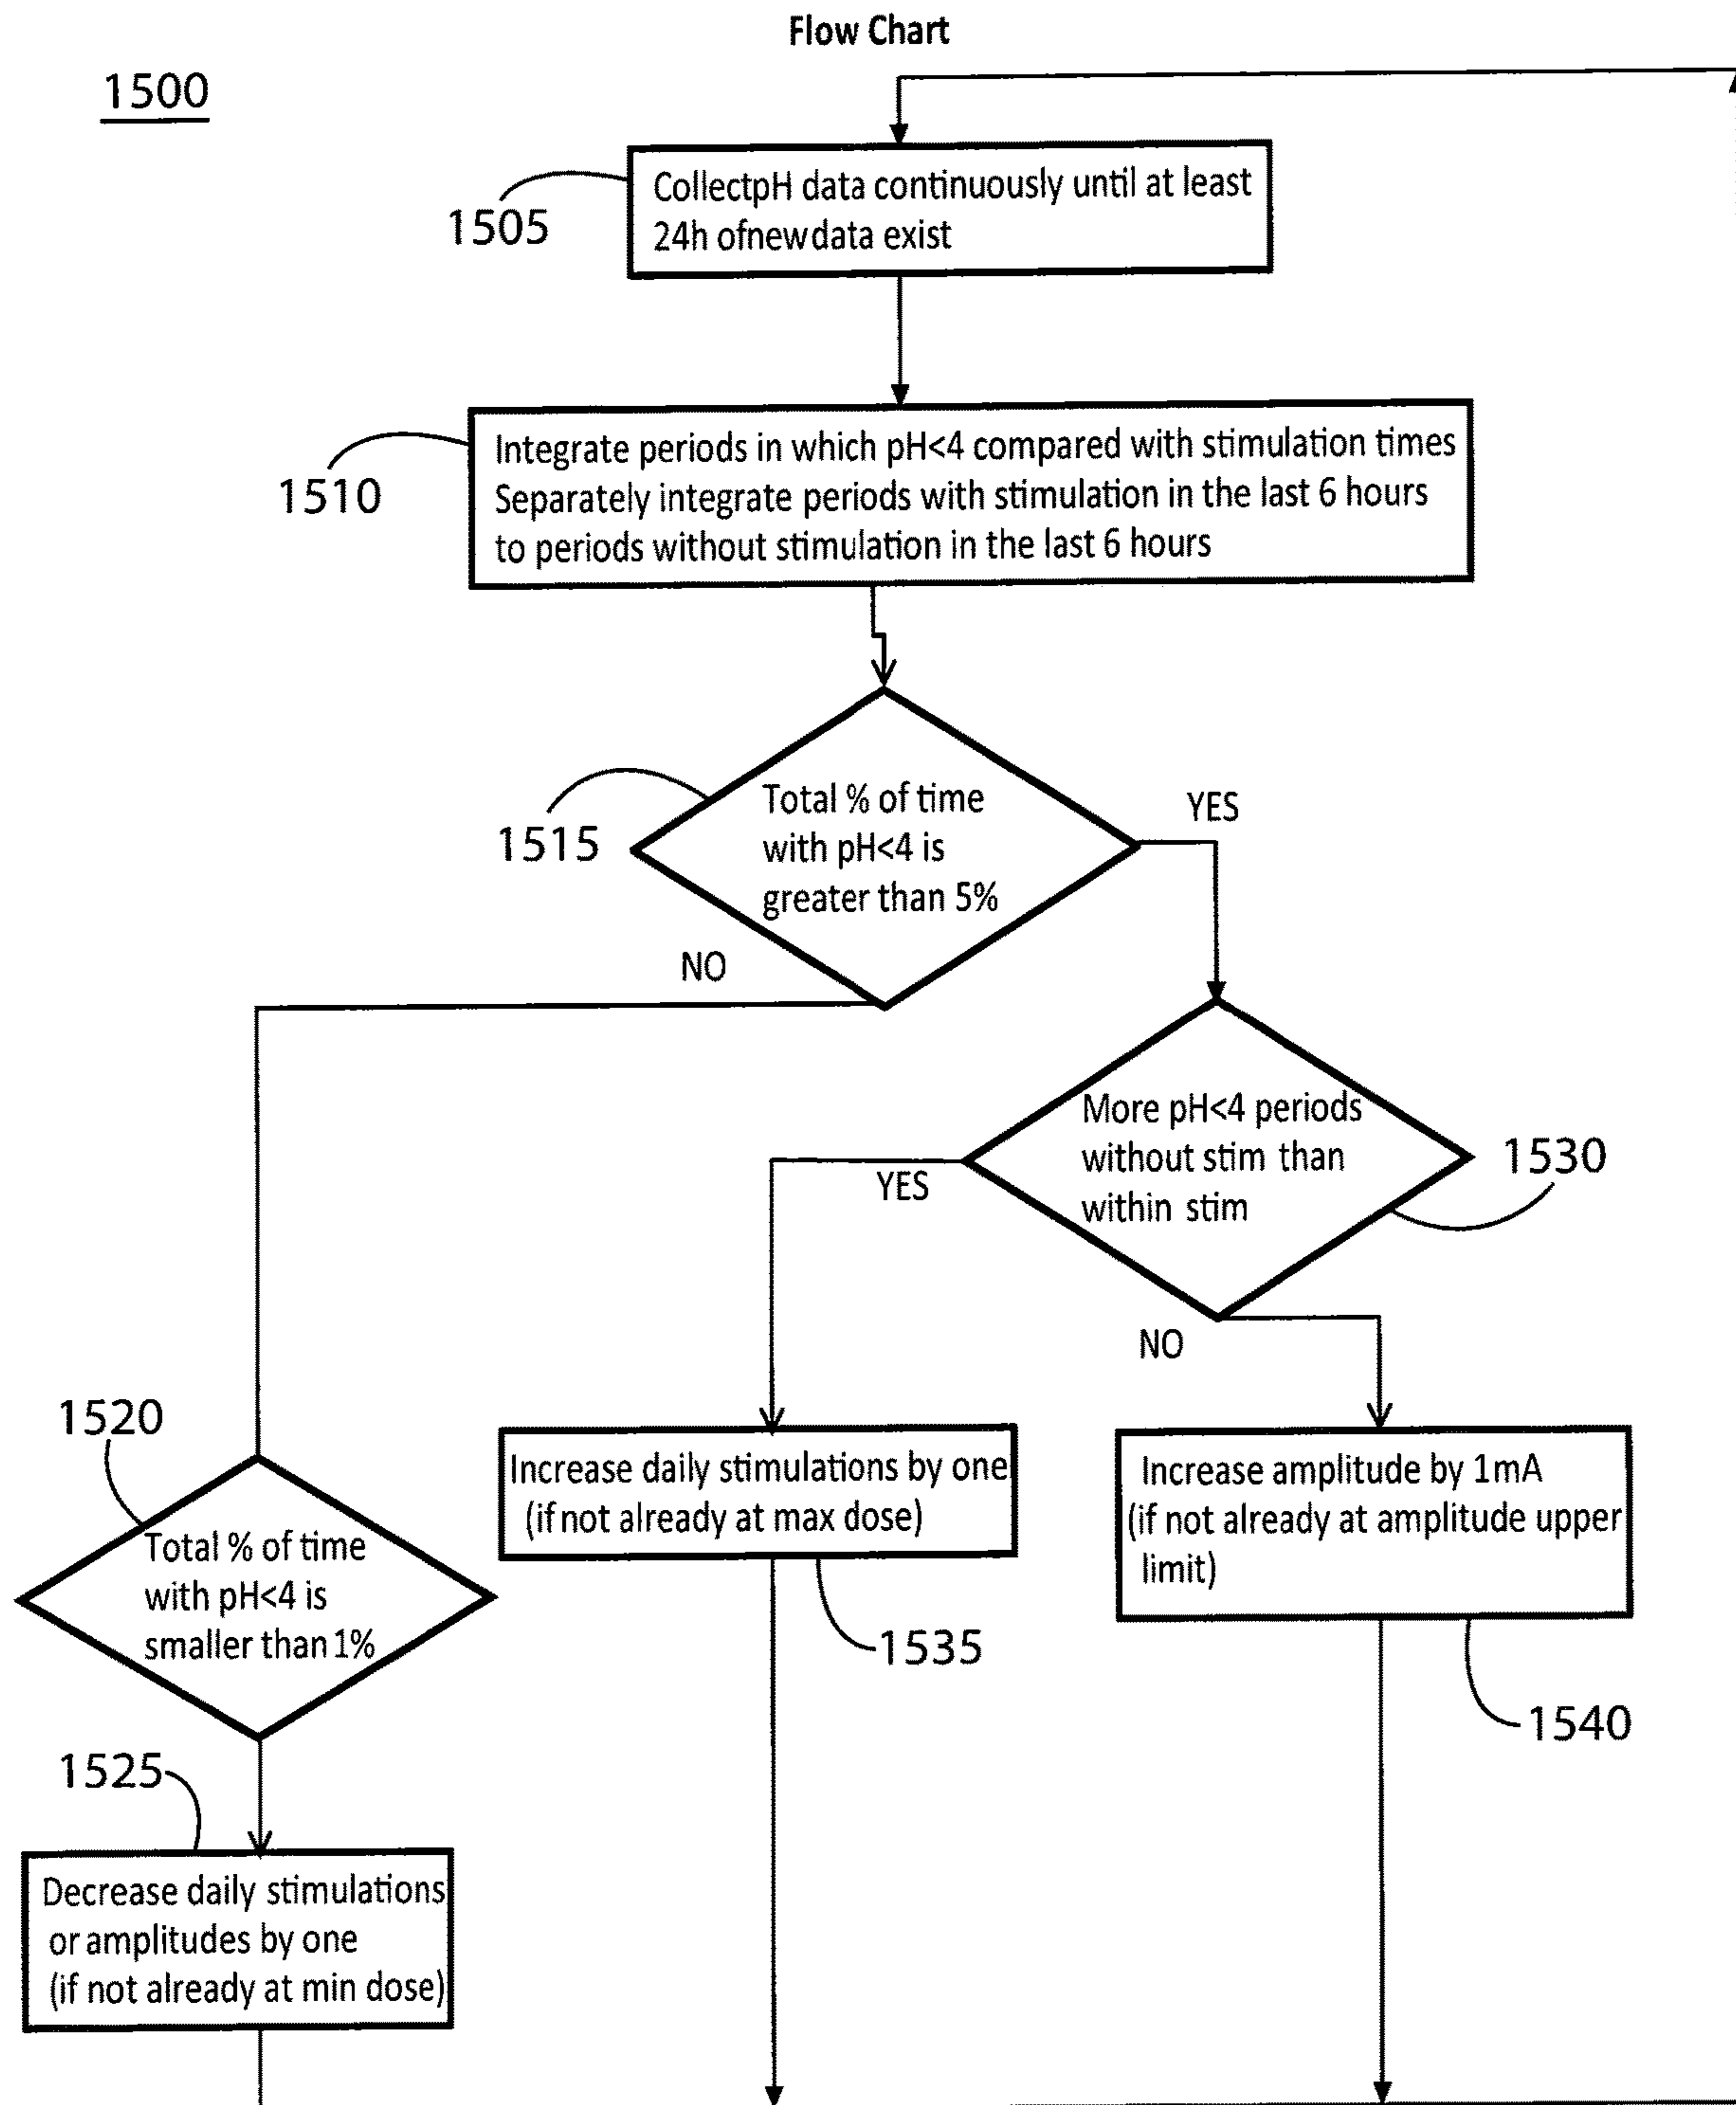 Flow Chart
1500
CollectpH data continuously until at least
24h ofnewdata exist
1505
Integrate periods in which pH<4 compared with stimulation times
Separately integrate periods with stimulation in the last 6 hours
to periods without stimulation in the last 6 hours
1510
Total % of time
with pH<4 is
greater than 5%
1515
YES
NO
More pH<4 periods
without stim than
within stim
1530
YES
NO
1520
Total % of time
with pH<4 is
smaller than 1%
Increase daily stimulations by one
(if not already at max dose)
1535
Increase amplitude by 1mA
(if not already at amplitude upper
limit)
1540
1525
Decrease daily stimulations
or amplitudes by one
(if not already at min dose)